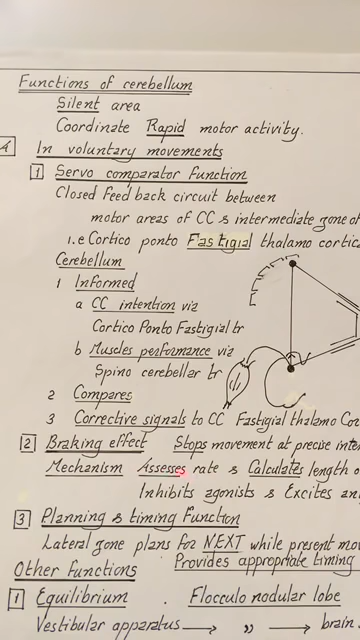 Functions of cerebellum
Silent area
Coordinate Rapid motor activity.
A In voluntary movements
1 Servo comparator function
Closed Feed back circuit between
motor areas of CC & intermediate zone of
i.e Cortico ponto Fastigial thalamo cortica
Cerebellum
1 Informed
a CC intention via
Cortico Ponto Fastigial tr
b Muscles performance via
Spino cerebellar tr
2 Compares
3 Corrective signals to CC Fastigial thalamo Cor
2 Braking effect Stops movement at precise inte
Mechanism Assesses rate & Calculates length o
Inhibits agonists & Excites an
3 Planning & timing Function
Lateral zone plans for NEXT while present mov
Provides appropriate timing
Other functions
1 Equilibrium . Flocculo nodular lobe
Vestibular apparatus → " → brain